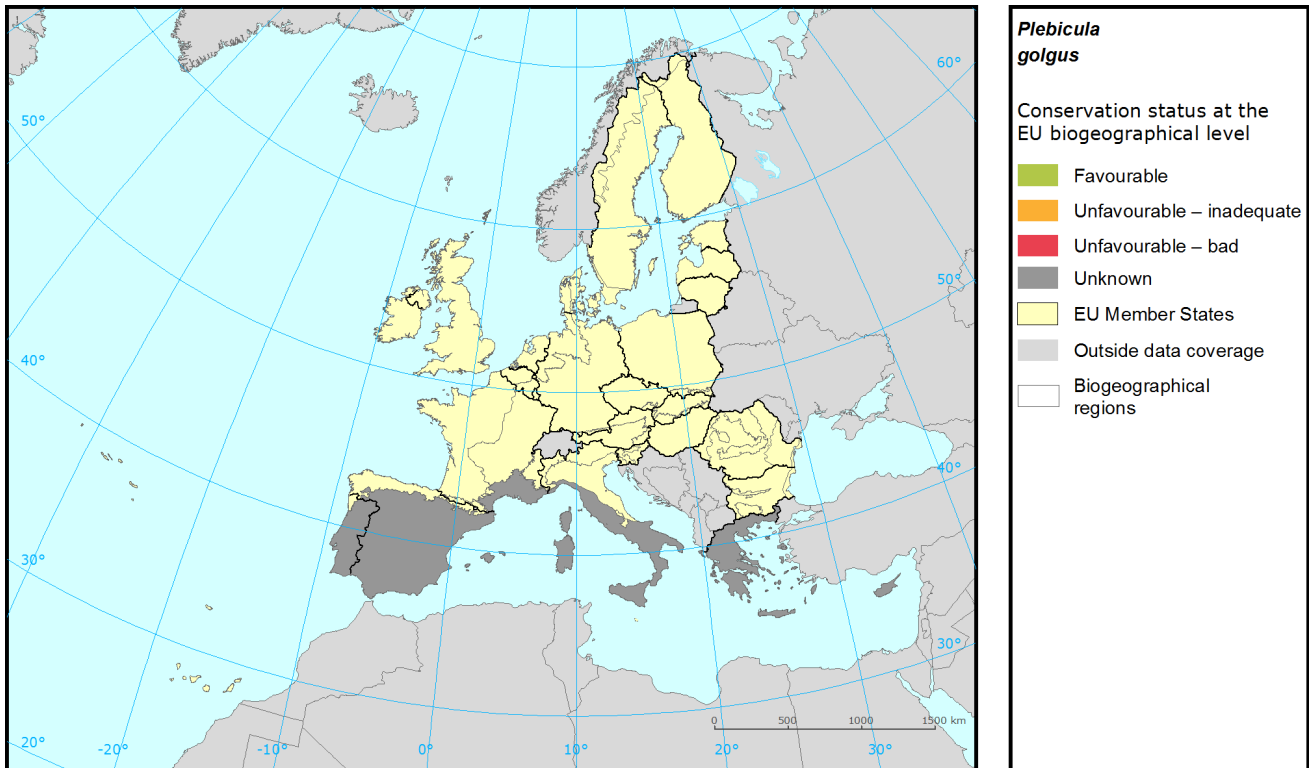 Plebicula
golgus
Conservation status at the
EU biogeographical level
Favourable
Unfavourable – inadequate
Unfavourable – bad
Unknown
EU Member States
Outside data coverage
Biogeographical
regions
60°
50°
50°
40°
40°
30°
30°
0 500 1000 1500 km
20° -20° -10° 0° 10° 20° 30°